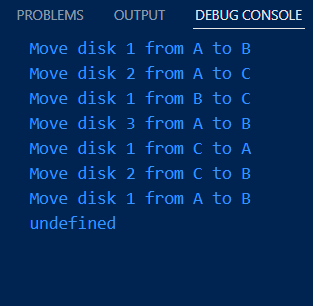 PROBLEMS OUTPUT DEBUG CONSOLE
Move disk 1 from A to B
Move disk 2 from A to C
Move disk 1 from B to C
Move disk 3 from A to B
Move disk 1 from C to A
Move disk 2 from C to B
Move disk 1 from A to B
undefined